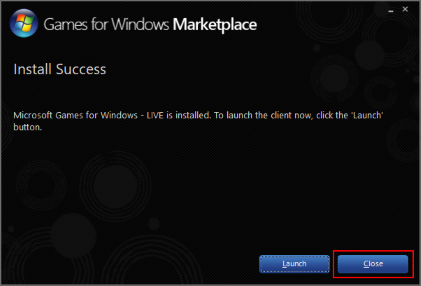 Games for Windows Marketplace
Install Success
Microsoft Games for Windows - LIVE is installed. To launch the client now, click the 'Launch'
button.
Launch
Close